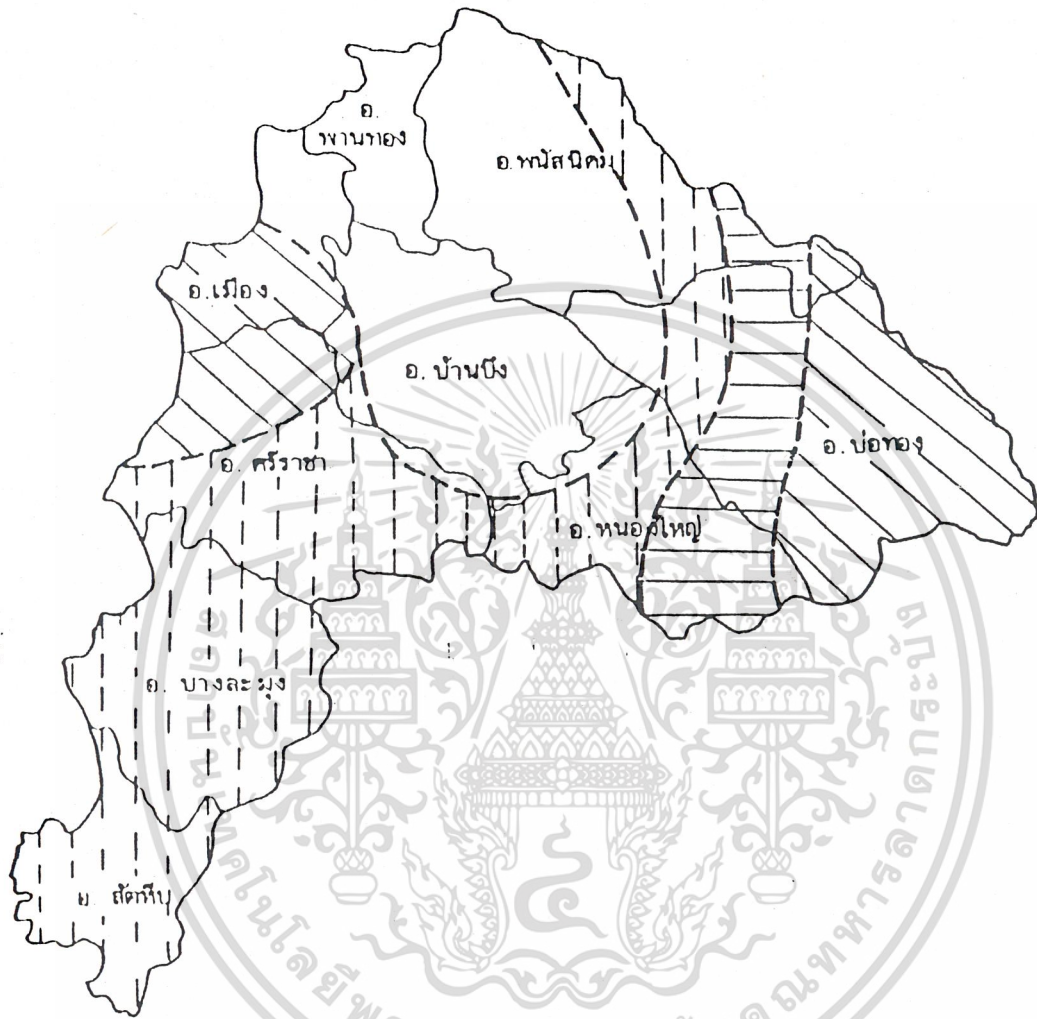 อ.
พานทอง
อ.พนัสนิคม
อ.เมือง
อ. บ้านบึง
อ. ศรีราชา
อ.บ่อทอง
อ. หนองใหญ่
อ. บางละมุง
อ. สัตหีบ